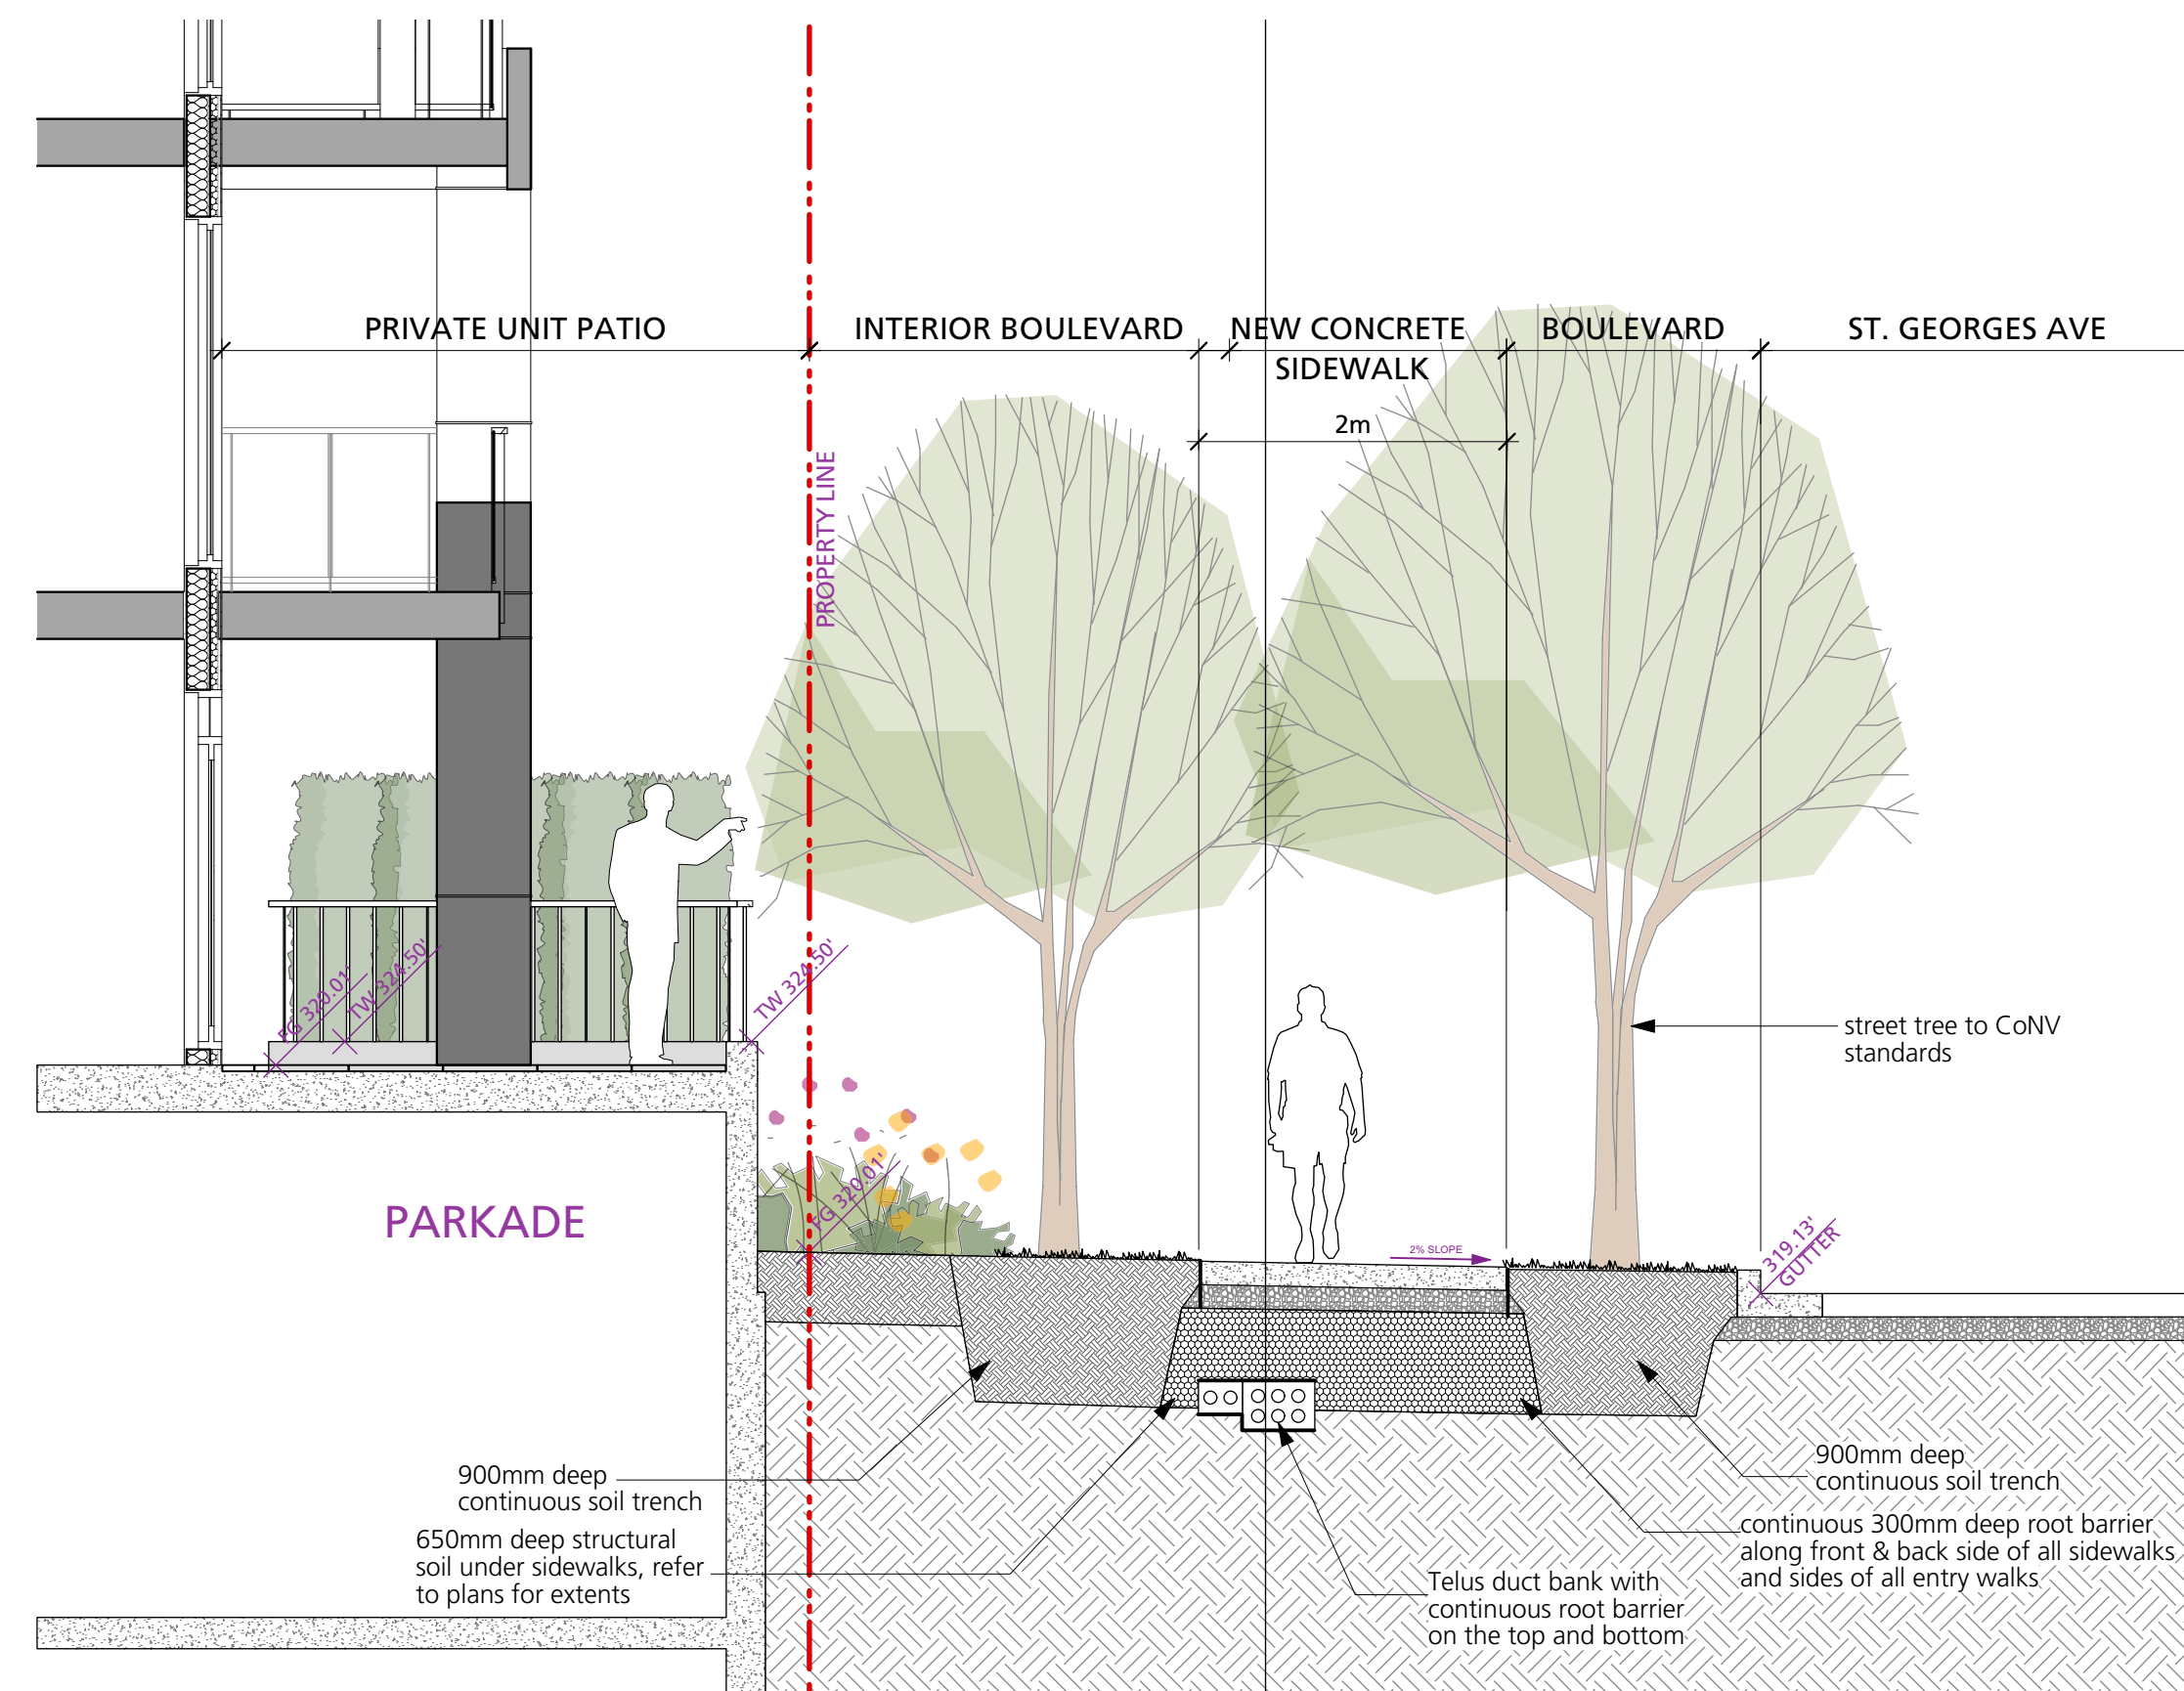 PRIVATE UNIT PATIO
INTERIOR BOULEVARD
NEW CONCRETE
SIDEWALK
BOULEVARD
ST. GEORGES AVE
2m
PROPERTY LINE
FG 320.01'
TW 324.50'
TW 324.50'
street tree to CoNV
standards
PARKADE
FG 320.01'
2% SLOPE
319.13'
GUTTER
900mm deep
continuous soil trench
650mm deep structural
soil under sidewalks, refer
to plans for extents
Telus duct bank with
continuous root barrier
on the top and bottom
900mm deep
continuous soil trench
continuous 300mm deep root barrier
along front & back side of all sidewalks
and sides of all entry walks